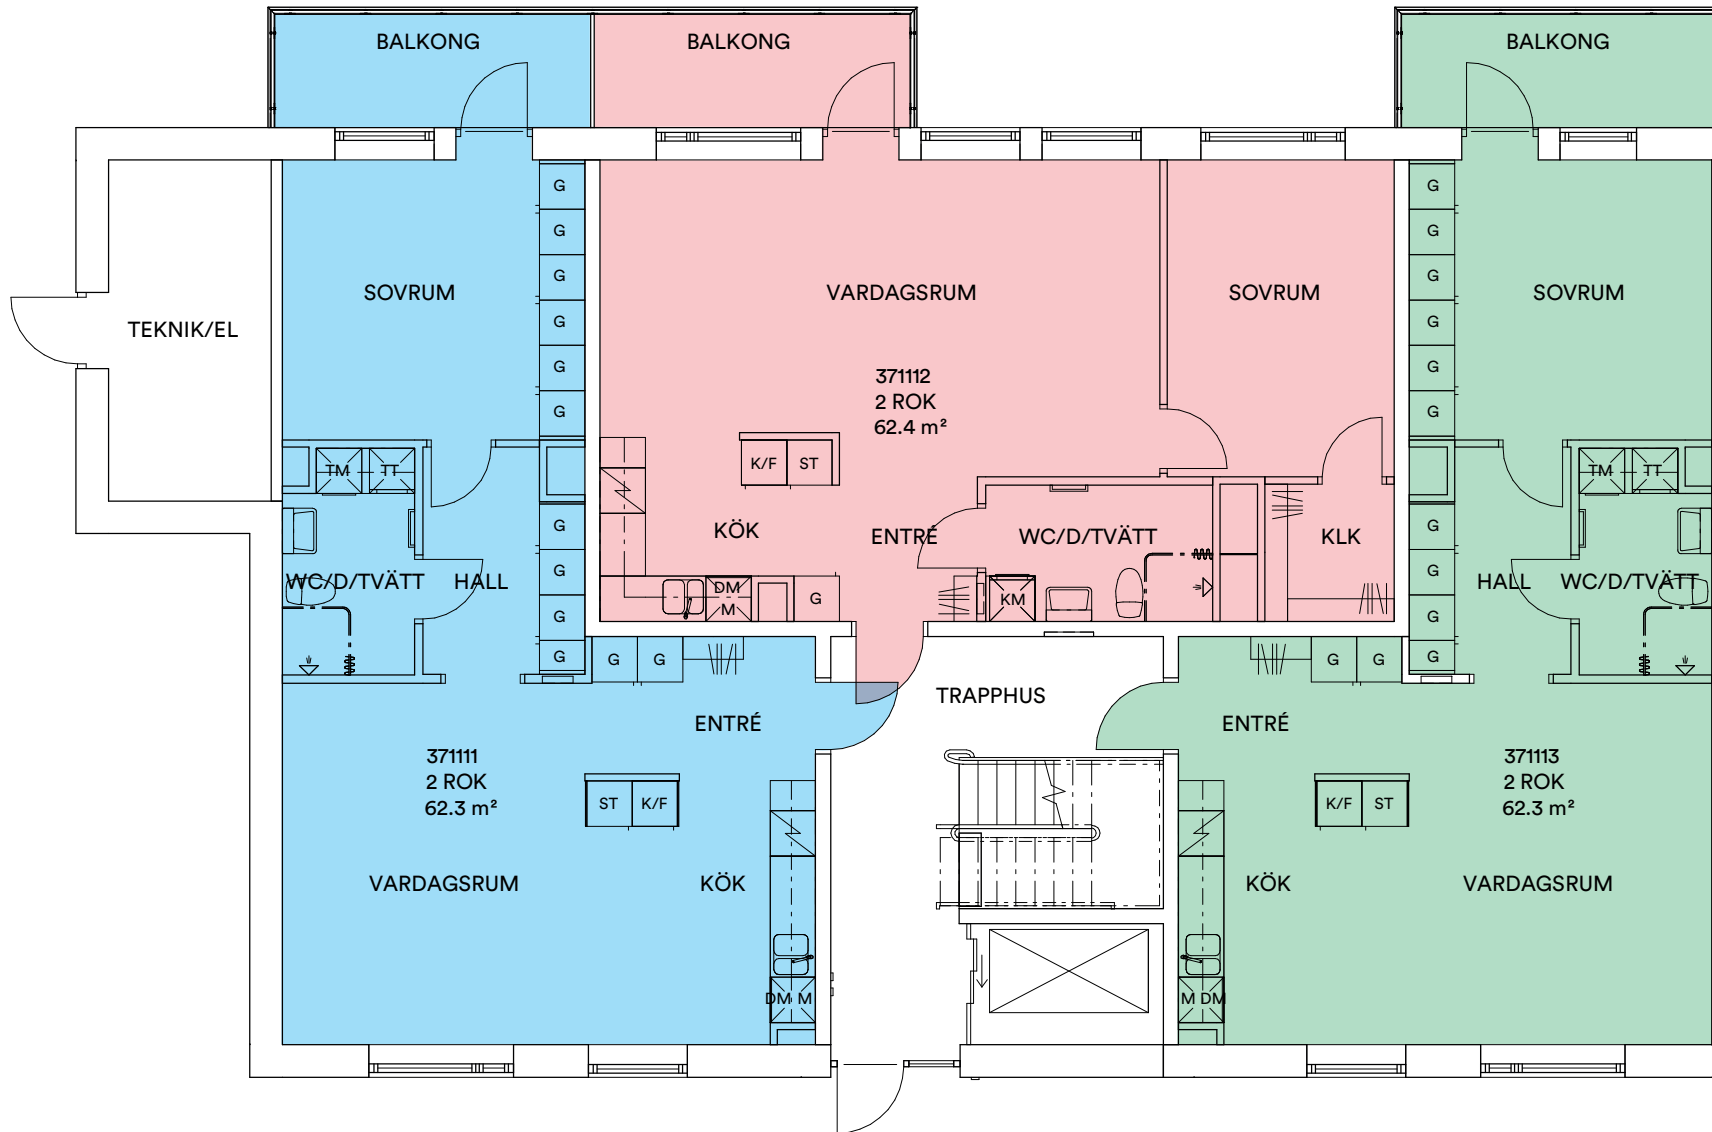 BALKONG
BALKONG
BALKONG
G
G
G
G
G
G
G
G
G
G
G
G
SOVRUM
VARDAGSRUM
SOVRUM
SOVRUM
TEKNIK/EL
371112
2 ROK
62.4 m²
TM
TT
K/F
ST
TM
TT
G
G
G
G
KÖK
ENTRÉ
WC/D/TVÄTT
KLK
G
G
G
G
WC/D/TVÄTT
HALL
DM
M
G
KM
HALL
WC/D/TVÄTT
G
G
G
G
TRAPPHUS
ENTRÉ
ENTRÉ
371111
2 ROK
62.3 m²
ST
K/F
371113
2 ROK
62.3 m²
K/F
ST
VARDAGSRUM
KÖK
KÖK
VARDAGSRUM
DM M
M DM